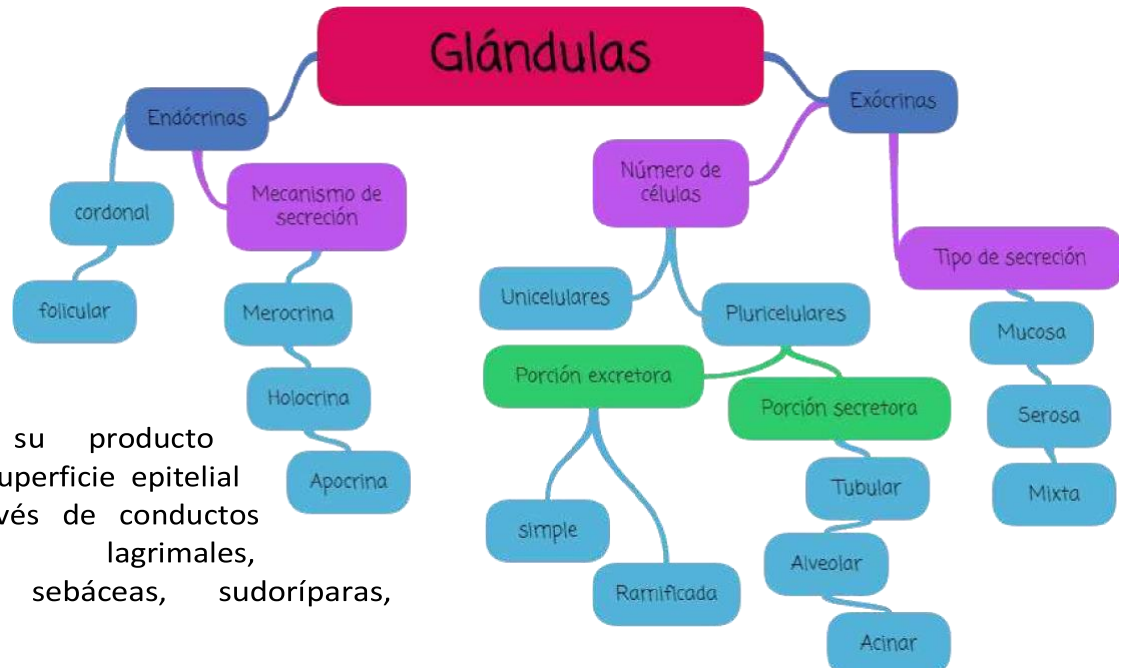 Glándulas
Endócrinas
cordonal
folicular
Mecanismo de
secreción
Merocrina
Holocrina
Apocrina
Exócrinas
Número de
células
Unicelulares
Pluricelulares
Porción excretora
simple
Ramificada
Porción secretora
Tubular
Alveolar
Acinar
Tipo de secreción
Mucosa
Serosa
Mixta
su producto
uperficie epitelial
vés de conductos
lagrimales,
sebáceas, sudoríparas,